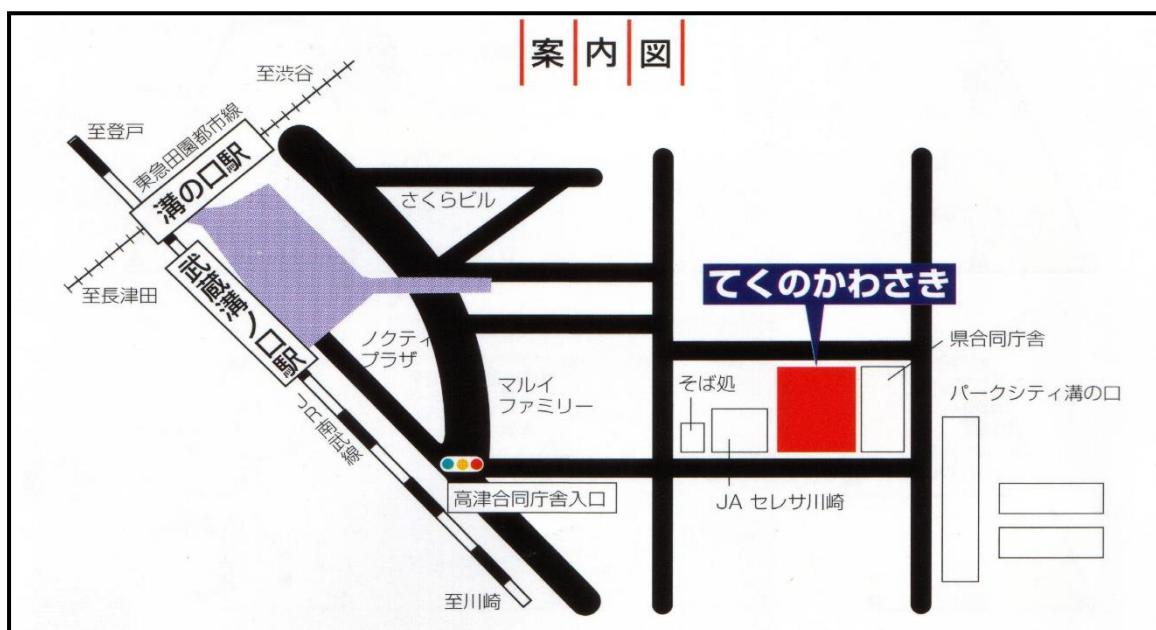 案内図
至渋谷
至登戸
東急田園都市線
溝の口駅
さくらビル
至長津田
武蔵溝ノ口駅
てくのかわさき
ノクティ
プラザ
県合同庁舎
マルイ
ファミリー
そば処
パークシティ溝の口
JR南武線
高津合同庁舎入口
JA セレサ川崎
至川崎